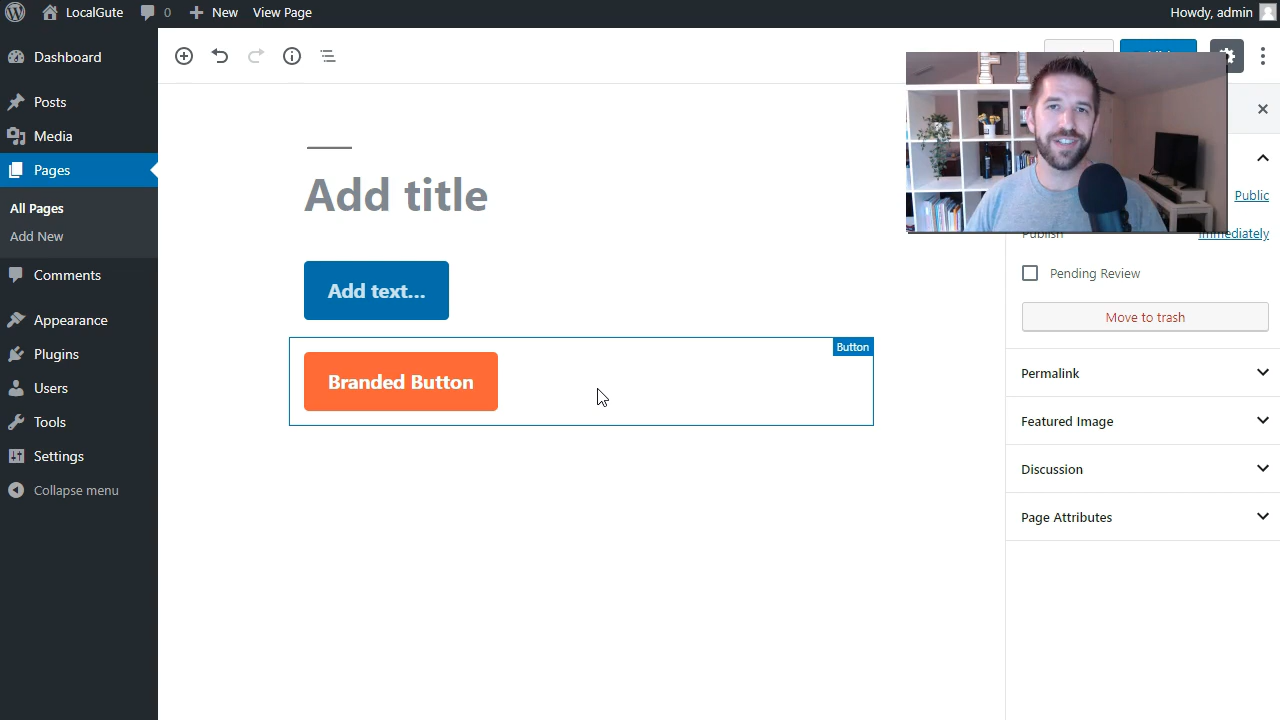 LocalGute 0 New View Page Howdy, admin
Dashboard
Posts
Media
Pages
All Pages
Add New
Comments
Appearance
Plugins
Users
Tools
Settings
Collapse menu
Add title
Add text...
Button
Branded Button
Public
Publish Immediately
Pending Review
Move to trash
Permalink
Featured Image
Discussion
Page Attributes